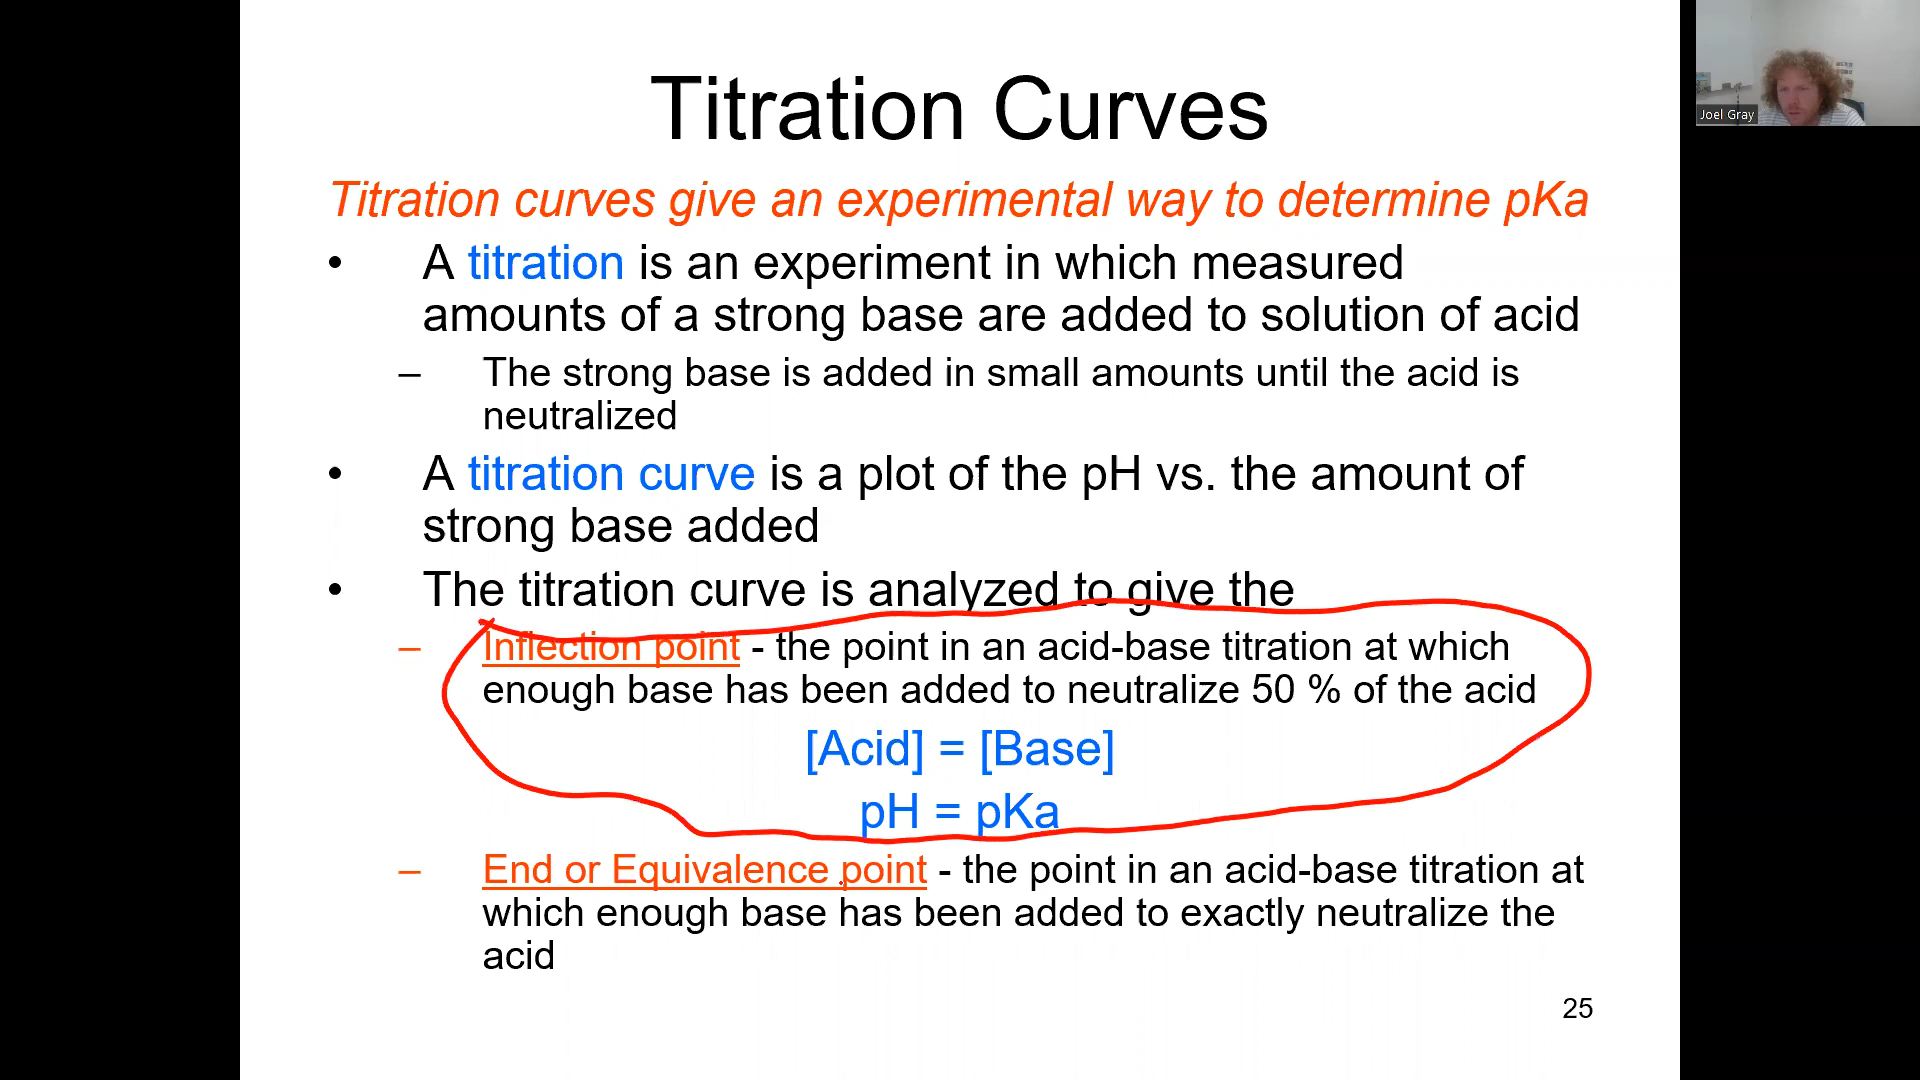 Titration Curves
Joel Gray
Titration curves give an experimental way to determine pKa
• A titration is an experiment in which measured
amounts of a strong base are added to solution of acid
– The strong base is added in small amounts until the acid is
neutralized
• A titration curve is a plot of the pH vs. the amount of
strong base added
• The titration curve is analyzed to give the
– Inflection point - the point in an acid-base titration at which
enough base has been added to neutralize 50 % of the acid
[Acid] = [Base]
pH = pKa
– End or Equivalence point - the point in an acid-base titration at
which enough base has been added to exactly neutralize the
acid
25